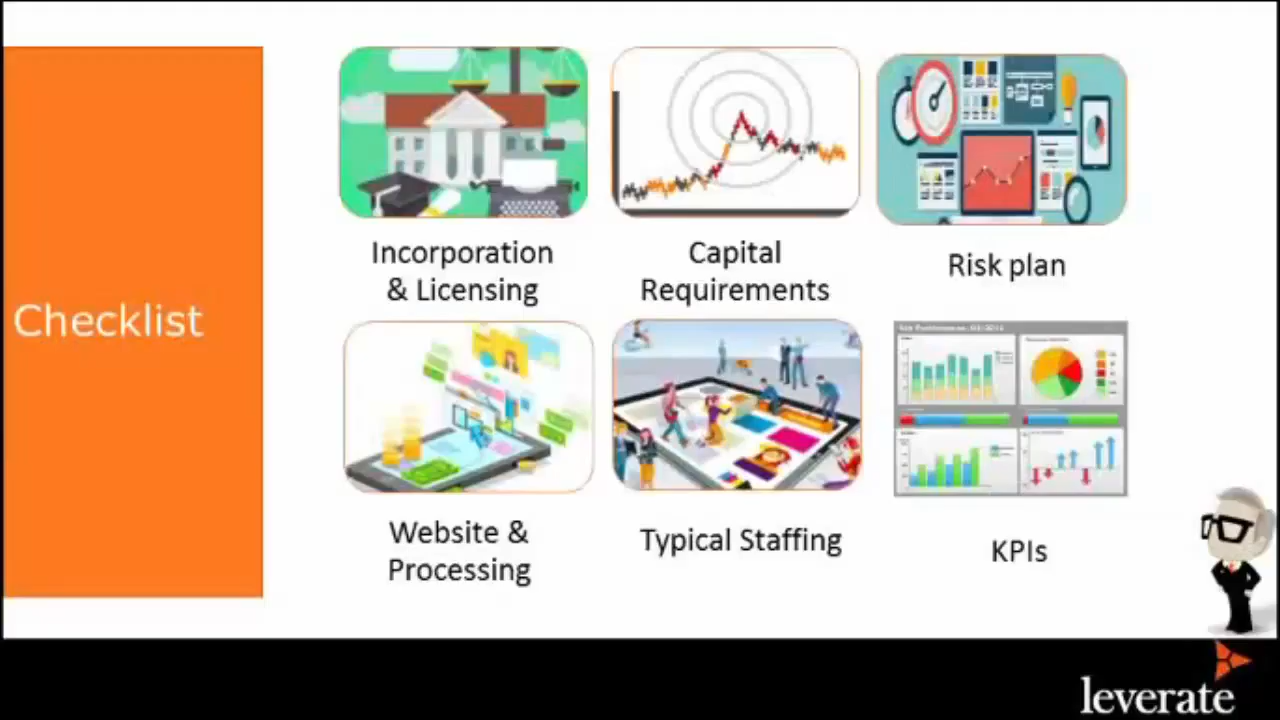 Checklist
Incorporation
& Licensing
Capital
Requirements
Risk plan
Website &
Processing
Typical Staffing
KPIs
leverate